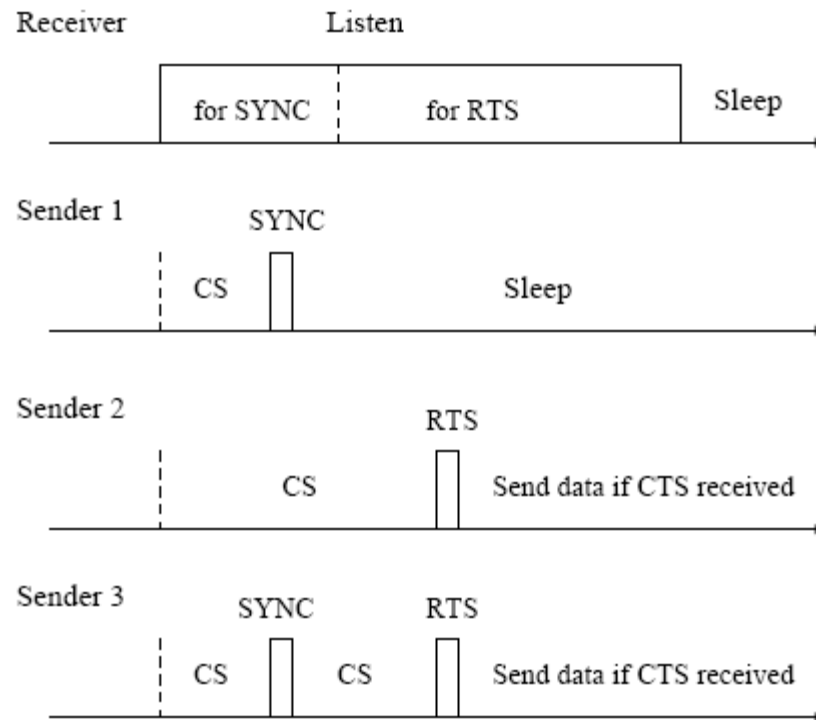 Receiver Listen
for SYNC for RTS Sleep
Sender 1
SYNC
CS Sleep
Sender 2
RTS
CS Send data if CTS received
Sender 3
SYNC RTS
CS CS Send data if CTS received